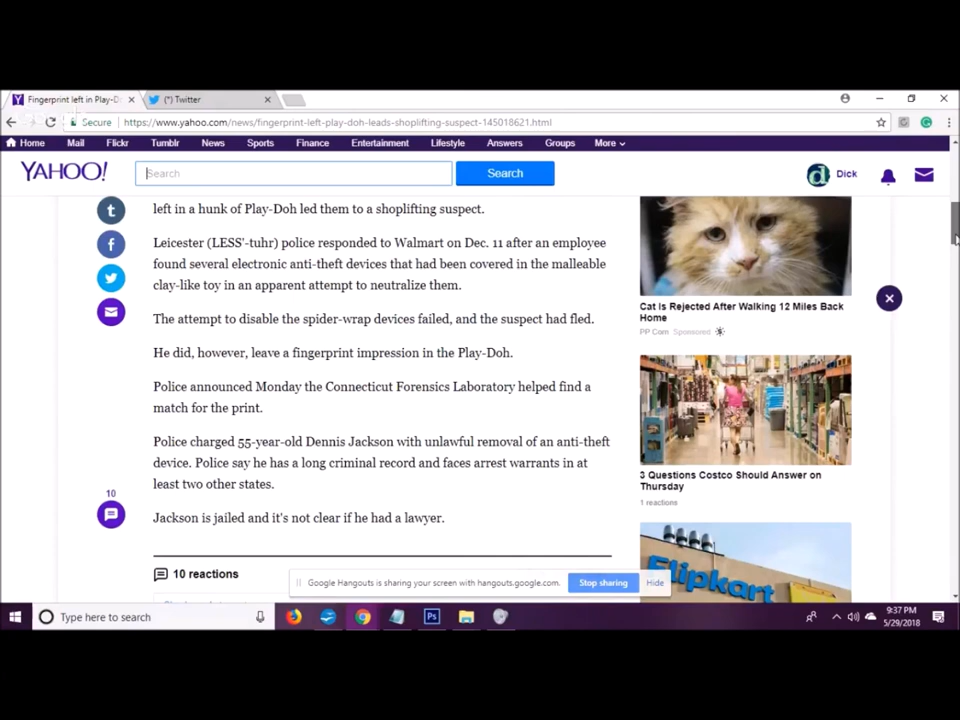 Fingerprint left in Play-D
(*) Twitter
Secure
https://www.yahoo.com/news/fingerprint-left-play-doh-leads-shoplifting-suspect-145018621.html
Home Mail Flickr Tumblr News Sports Finance Entertainment Lifestyle Answers Groups More
YAHOO!
Search
Search
Dick
left in a hunk of Play-Doh led them to a shoplifting suspect.
Leicester (LESS'-tuhr) police responded to Walmart on Dec. 11 after an employee
found several electronic anti-theft devices that had been covered in the malleable
clay-like toy in an apparent attempt to neutralize them.
The attempt to disable the spider-wrap devices failed, and the suspect had fled.
He did, however, leave a fingerprint impression in the Play-Doh.
Police announced Monday the Connecticut Forensics Laboratory helped find a
match for the print.
Police charged 55-year-old Dennis Jackson with unlawful removal of an anti-theft
device. Police say he has a long criminal record and faces arrest warrants in at
least two other states.
10
Jackson is jailed and it's not clear if he had a lawyer.
10 reactions
Cat Is Rejected After Walking 12 Miles Back
Home
PP Corn Sponsored
3 Questions Costco Should Answer on
Thursday
1 reactions
Flipkart
Google Hangouts is sharing your screen with hangouts.google.com.
Stop sharing
Hide
Type here to search
Ps
9:37 PM
5/29/2018